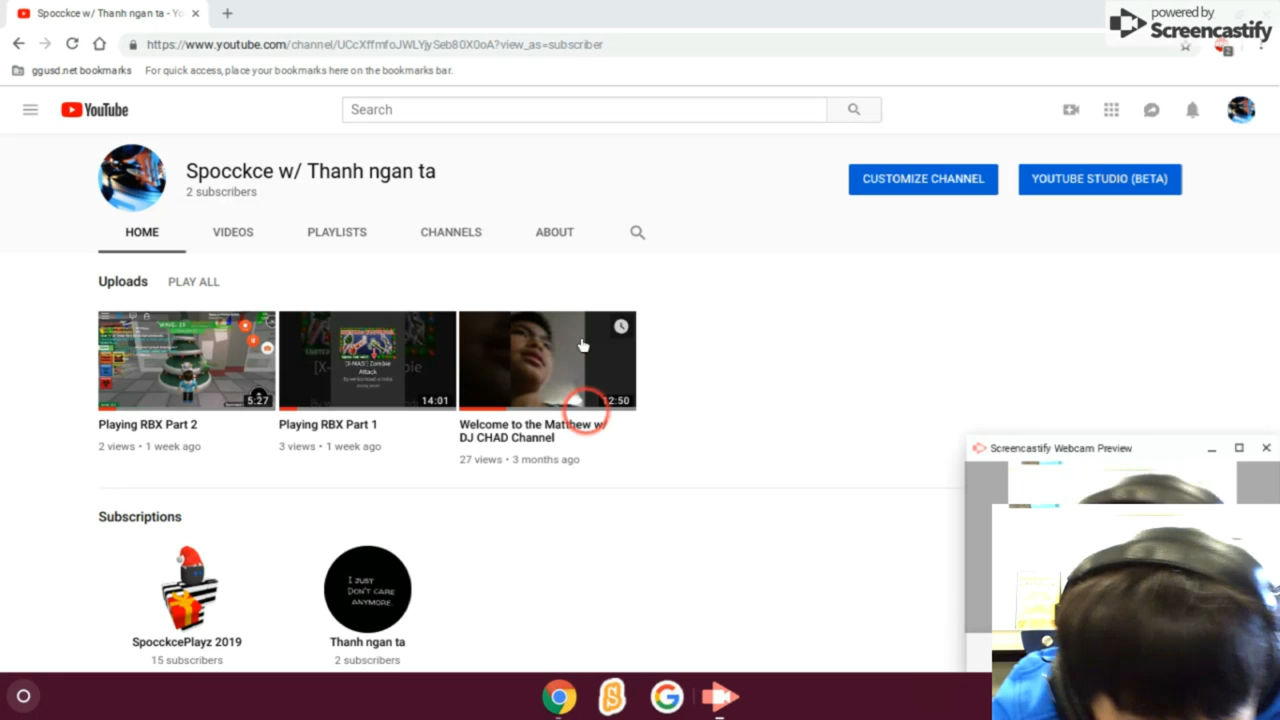 Spocckce w/ Thanh ngan ta - Yo
powered by
Screencastify
https://www.youtube.com/channel/UCcXffmfoJWLYjySeb80X0oA?view_as=subscriber
2
ggusd.net bookmarks
For quick access, place your bookmarks here on the bookmarks bar.
YouTube
Search
Spocckce w/ Thanh ngan ta
2 subscribers
CUSTOMIZE CHANNEL
YOUTUBE STUDIO (BETA)
HOME
VIDEOS
PLAYLISTS
CHANNELS
ABOUT
Uploads
PLAY ALL
5:27
[X-MAS] Zombie
Attack
14:01
12:50
Playing RBX Part 2
2 views • 1 week ago
Playing RBX Part 1
3 views • 1 week ago
Welcome to the Matthew w/
DJ CHAD Channel
27 views • 3 months ago
Screencastify Webcam Preview
Subscriptions
I JUST
DON'T CARE
ANYMORE.
SpocckcePlayz 2019
15 subscribers
Thanh ngan ta
2 subscribers